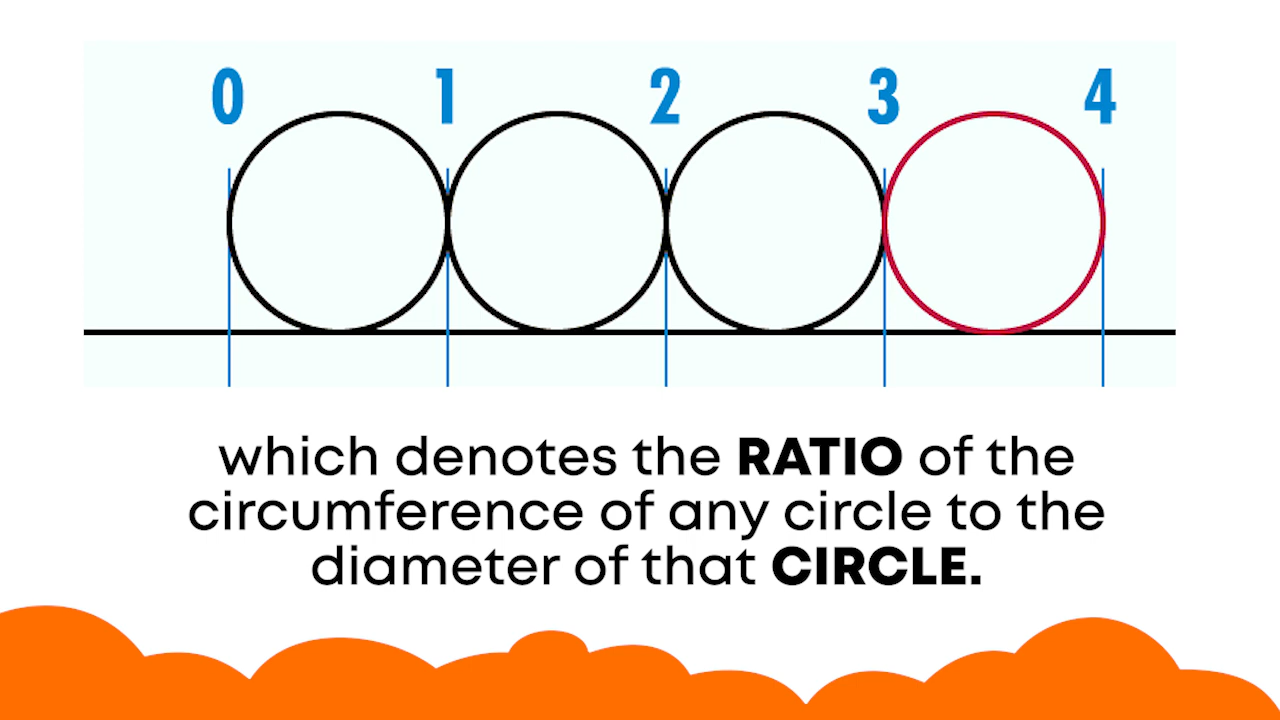 0 1 2 3 4
which denotes the RATIO of the
circumference of any circle to the
diameter of that CIRCLE.